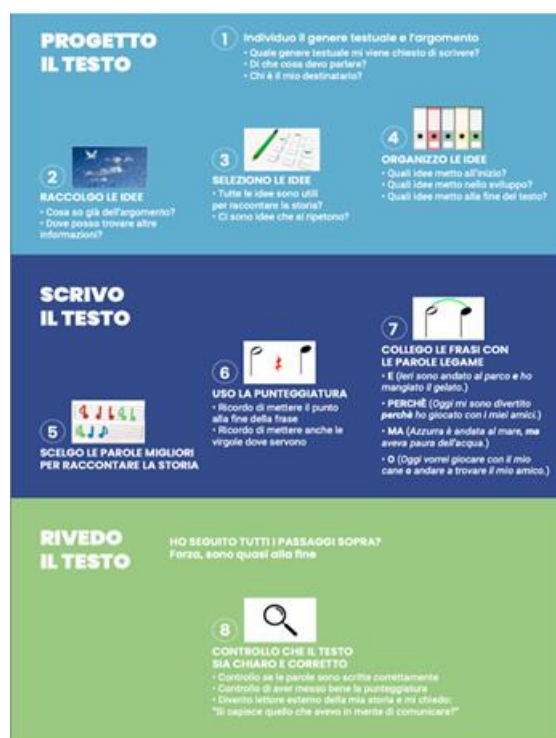 PROGETTO
IL TESTO
1 Individuo il genere testuale e l'argomento
• Quale genere testuale mi viene chiesto di scrivere?
• Di che cosa devo parlare?
• Chi è il mio destinatario?
2
RACCOLGO LE IDEE
• Cosa so già dell'argomento?
• Dove posso trovare altre
informazioni?
3
SELEZIONO LE IDEE
• Tutte le idee sono utili
per raccontare la storia?
• Ci sono idee che si ripetono?
4
ORGANIZZO LE IDEE
• Quali idee metto all'inizio?
• Quali idee metto nello sviluppo?
• Quali idee metto alla fine del testo?
SCRIVO
IL TESTO
5
SCELGO LE PAROLE MIGLIORI
PER RACCONTARE LA STORIA
6
USO LA PUNTEGGIATURA
• Ricordo di mettere il punto
alla fine della frase
• Ricordo di mettere anche le
virgole dove servono
7
COLLEGO LE FRASI CON
LE PAROLE LEGAME
• E (Ieri sono andato al parco e ho
mangiato il gelato.)
• PERCHÈ (Oggi mi sono divertito
perchè ho giocato con i miei amici.)
• MA (Azzurra è andata al mare, ma
aveva paura dell'acqua.)
• O (Oggi vorrei giocare con il mio
cane o andare a trovare il mio amico.)
RIVEDO
IL TESTO
HO SEGUITO TUTTI I PASSAGGI SOPRA?
Forza, sono quasi alla fine
8
CONTROLLO CHE IL TESTO
SIA CHIARO E CORRETTO
• Controllo se le parole sono scritte correttamente
• Controllo di aver messo bene la punteggiatura
• Divento lettore esterno della mia storia e mi chiedo:
"Si capisce quello che avevo in mente di comunicare?"